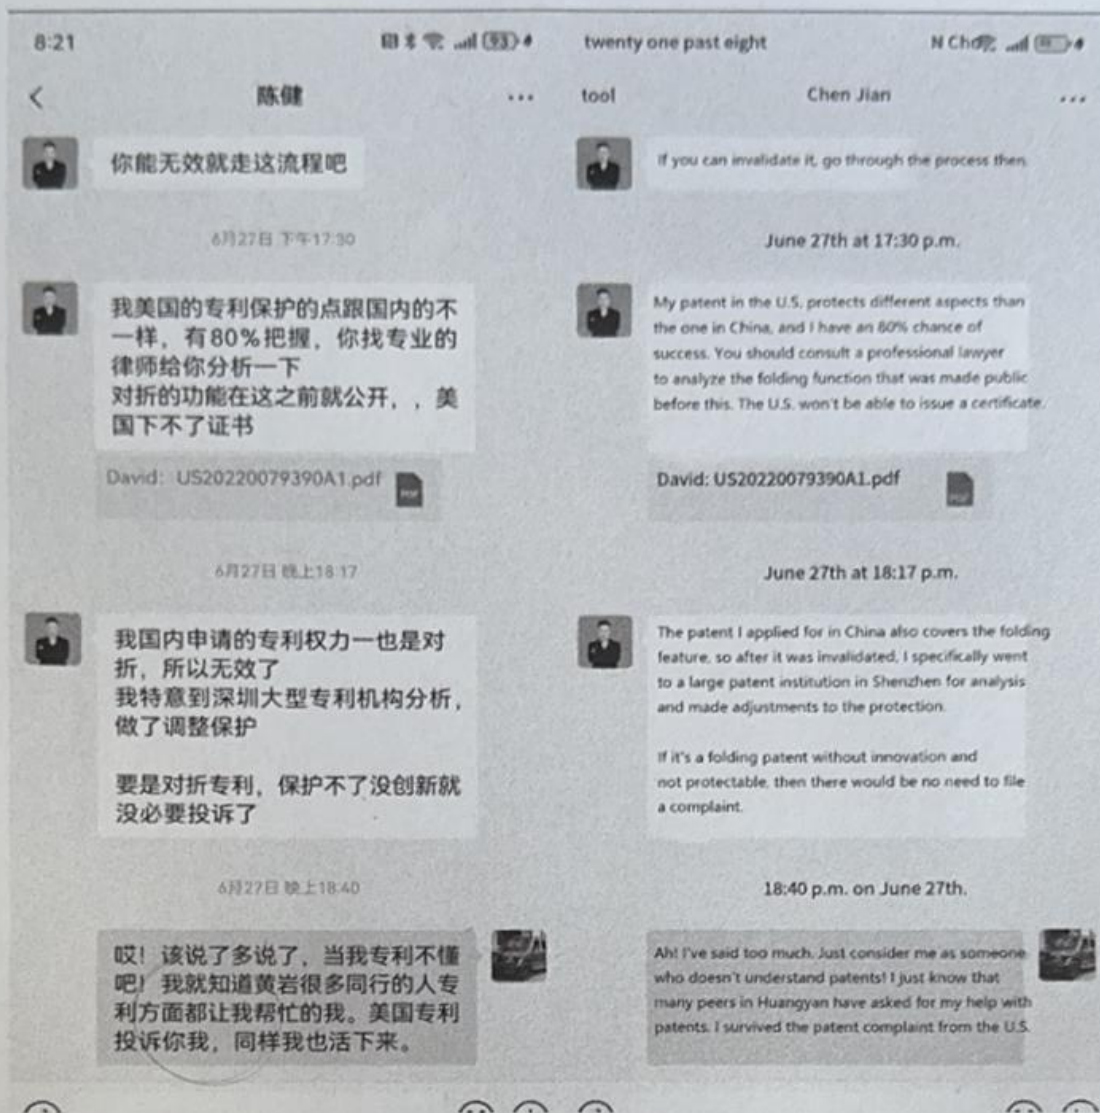 8:21
陈健
你能无效就走这流程吧
6月27日 下午17:30
我美国的专利保护的点跟国内的不
一样，有80%把握，你找专业的
律师给你分析一下
对折的功能在这之前就公开，，美
国下不了证书
David: US20220079390A1.pdf
PDF
6月27日 晚上18:17
我国内申请的专利权力一也是对
折，所以无效了
我特意到深圳大型专利机构分析，
做了调整保护
要是对折专利，保护不了没创新就
没必要投诉了
6月27日 晚上18:40
哎！该说了多说了，当我专利不懂
吧！我就知道黄岩很多同行的人专
利方面都让我帮忙的我。美国专利
投诉你我，同样我也活下来。
twenty one past eight
N
tool
Chen Jian
If you can invalidate it, go through the process then.
June 27th at 17:30 p.m.
My patent in the U.S. protects different aspects than
the one in China, and I have an 80% chance of
success. You should consult a professional lawyer
to analyze the folding function that was made public
before this. The U.S. won't be able to issue a certificate.
David: US20220079390A1.pdf
PDF
June 27th at 18:17 p.m.
The patent I applied for in China also covers the folding
feature, so after it was invalidated, I specifically went
to a large patent institution in Shenzhen for analysis
and made adjustments to the protection.
If it's a folding patent without innovation and
not protectable, then there would be no need to file
a complaint.
18:40 p.m. on June 27th.
Ah! I've said too much. Just consider me as someone
who doesn't understand patents! I just know that
many peers in Huangyan have asked for my help with
patents. I survived the patent complaint from the U.S.